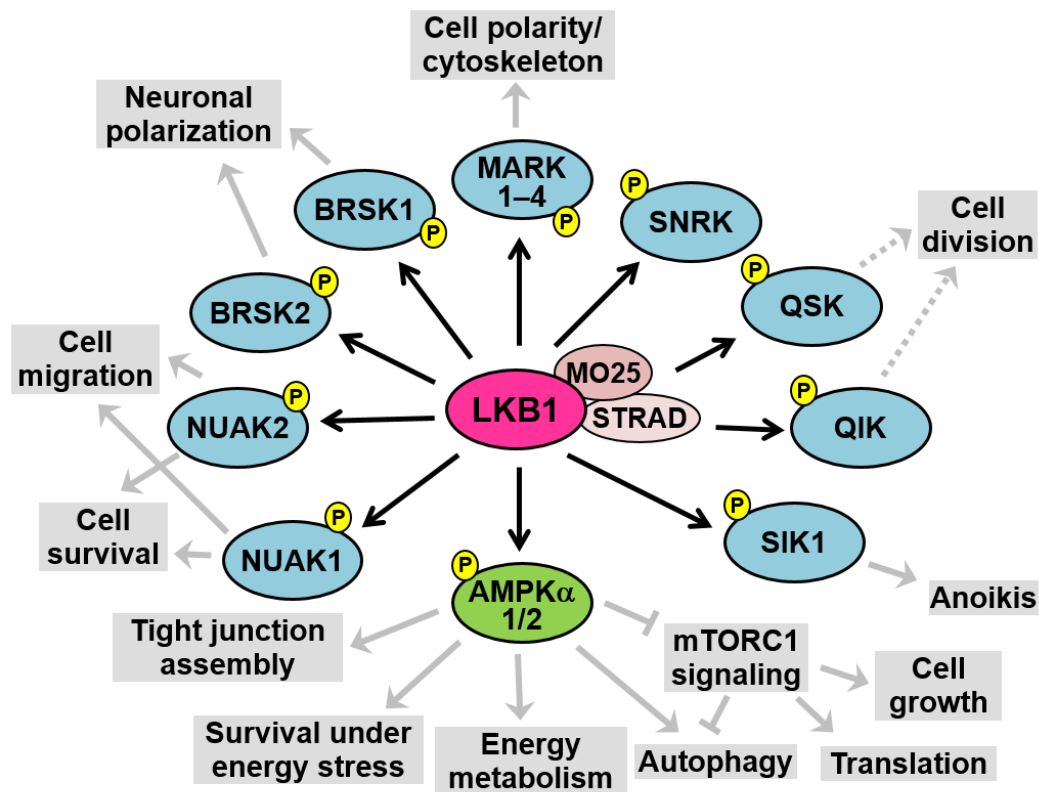 Cell polarity/
cytoskeleton
Neuronal
polarization
MARK
1–4
P
BRSK1
P
P
SNRK
Cell
division
P
QSK
P
BRSK2
Cell
migration
MO25
LKB1
STRAD
P
NUAK2
P
QIK
Cell
survival
P
NUAK1
P
SIK1
P
AMPKα
1/2
Anoikis
Tight junction
assembly
mTORC1
signaling
Cell
growth
Survival under
energy stress
Energy
metabolism
Autophagy
Translation